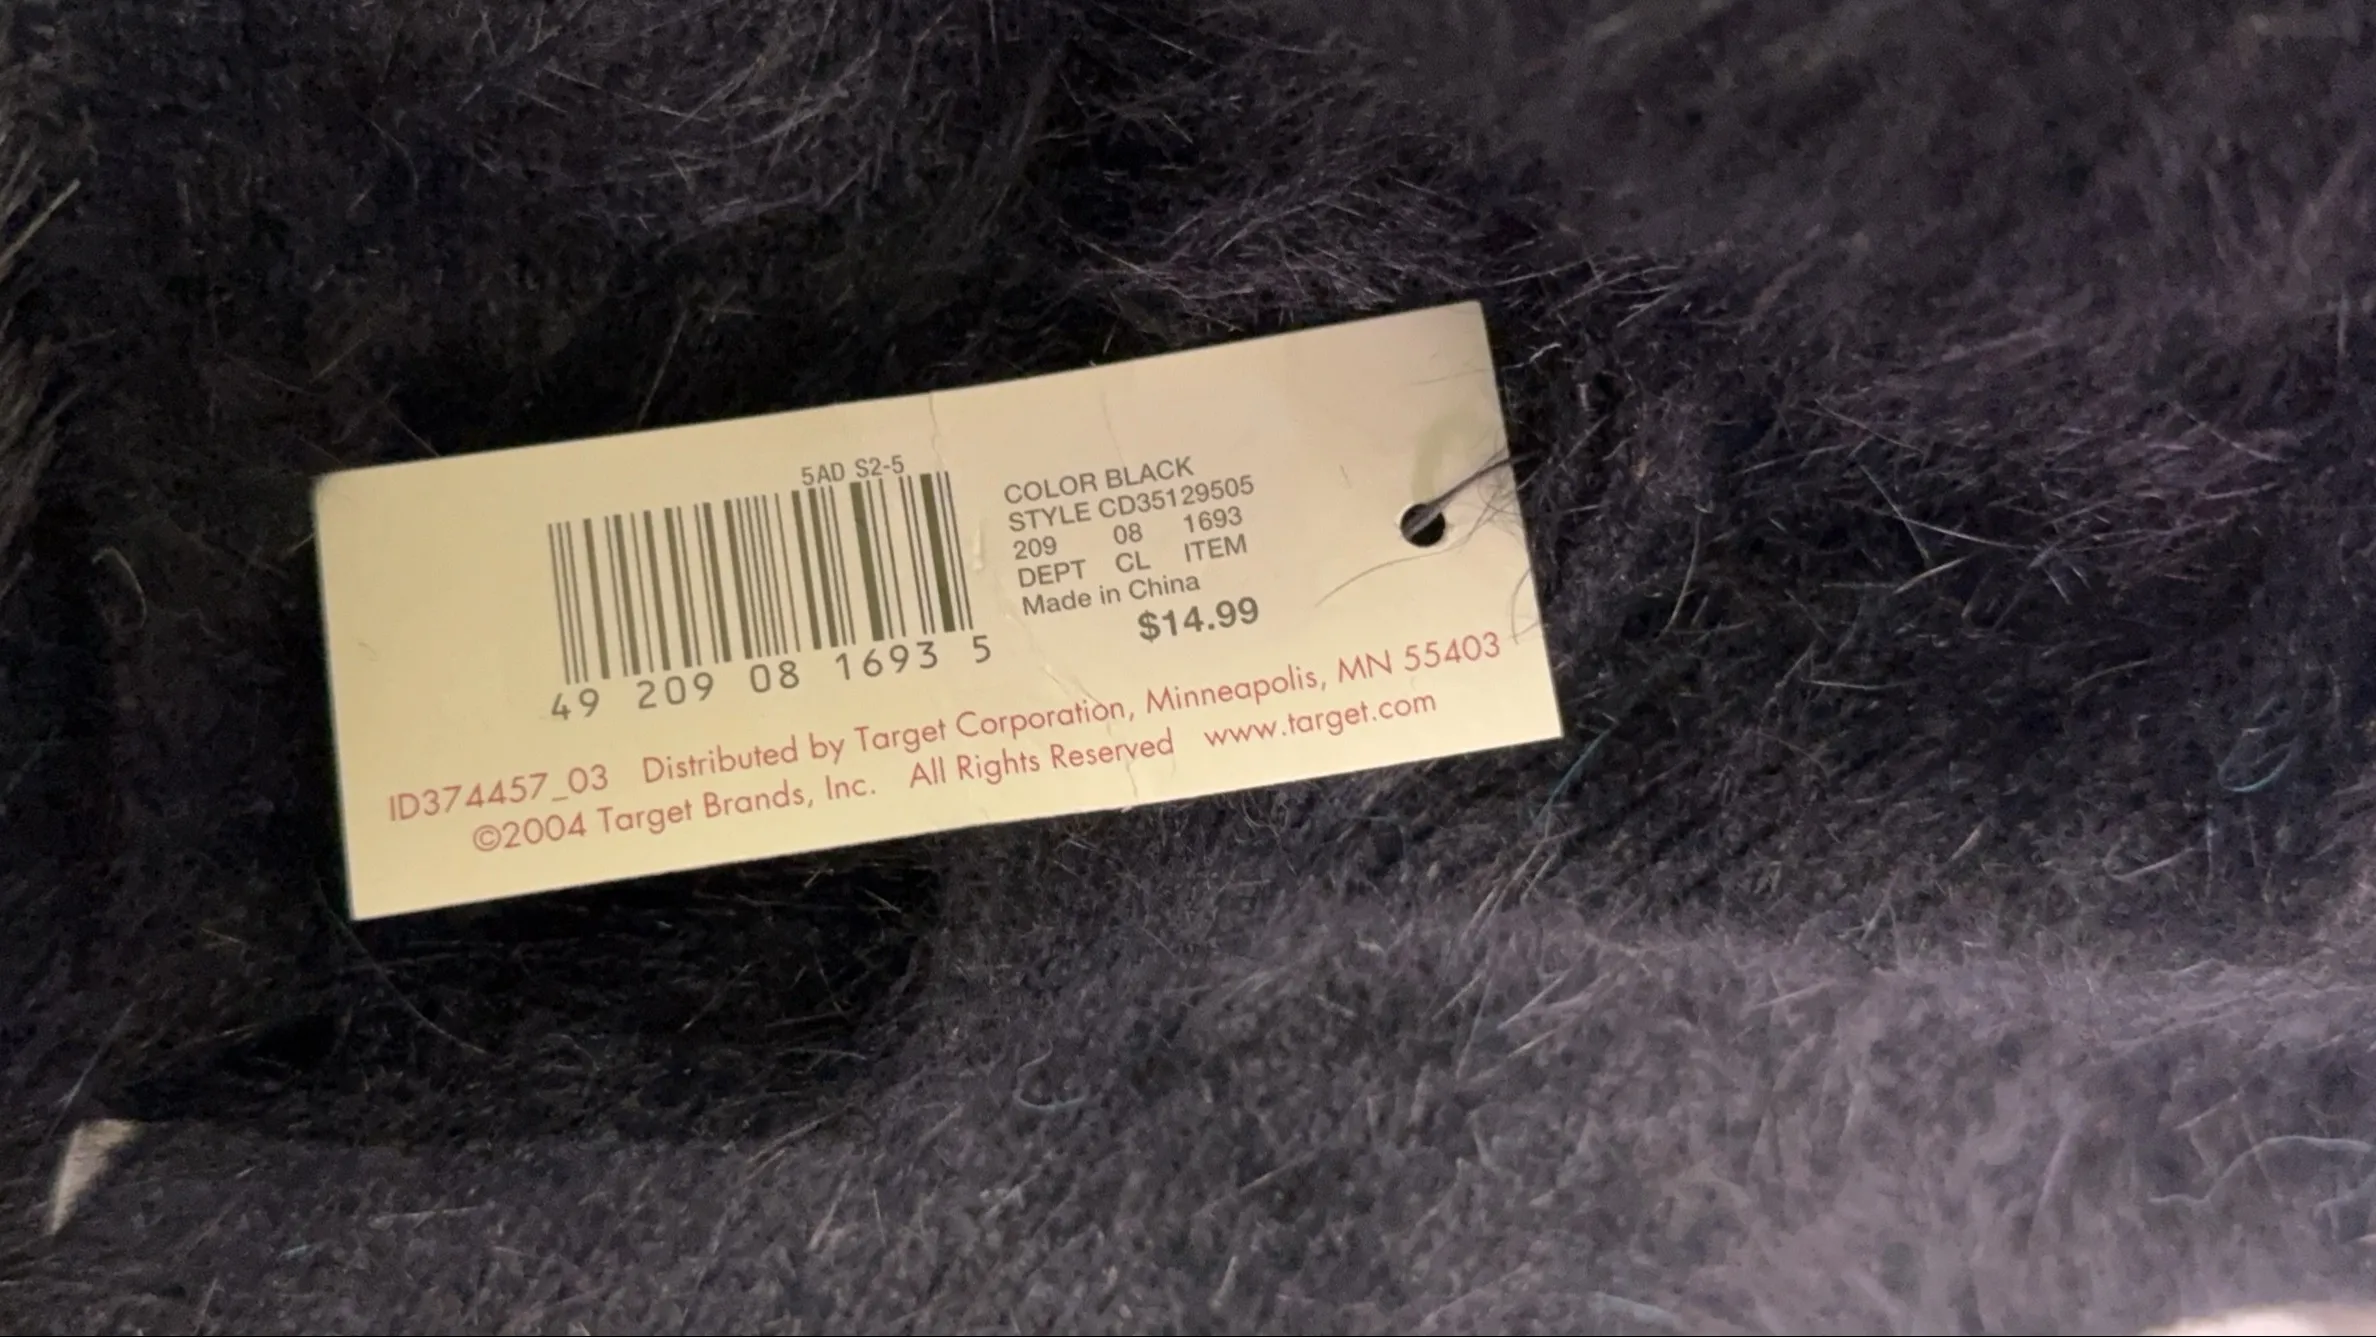 5AD S2-5
49 209 08 1693 5
COLOR BLACK
STYLE CD35129505
209 08 1693
DEPT CL ITEM
Made in China
$14.99
ID374457_03 Distributed by Target Corporation, Minneapolis, MN 55403
©2004 Target Brands, Inc. All Rights Reserved www.target.com